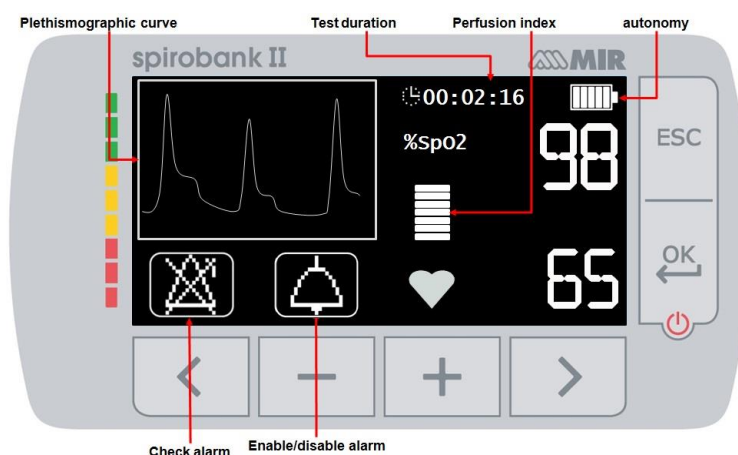 Plethismographic curve
Test duration
Perfusion index
autonomy
spirobank II
MIR
00:02:16
%SpO2
98
ESC
OK
65
Check alarm
Enable/disable alarm